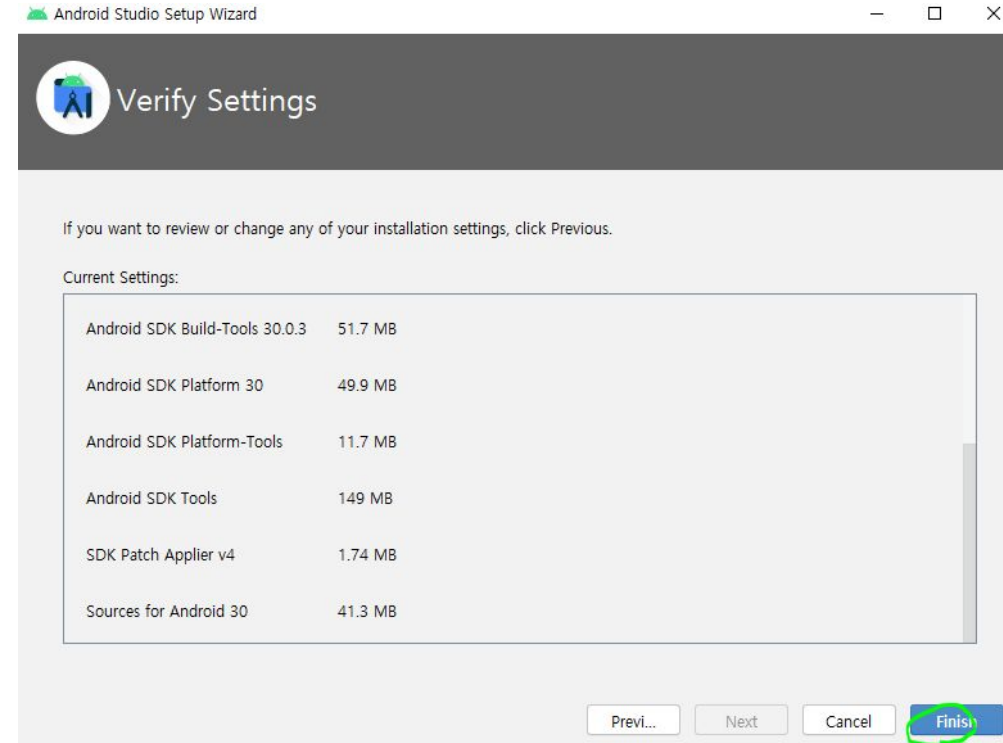 Android Studio Setup Wizard
Verify Settings
If you want to review or change any of your installation settings, click Previous.
Current Settings:
Android SDK Build-Tools 30.0.3 51.7 MB
Android SDK Platform 30 49.9 MB
Android SDK Platform-Tools 11.7 MB
Android SDK Tools 149 MB
SDK Patch Applier v4 1.74 MB
Sources for Android 30 41.3 MB
Previ... Next Cancel Finish